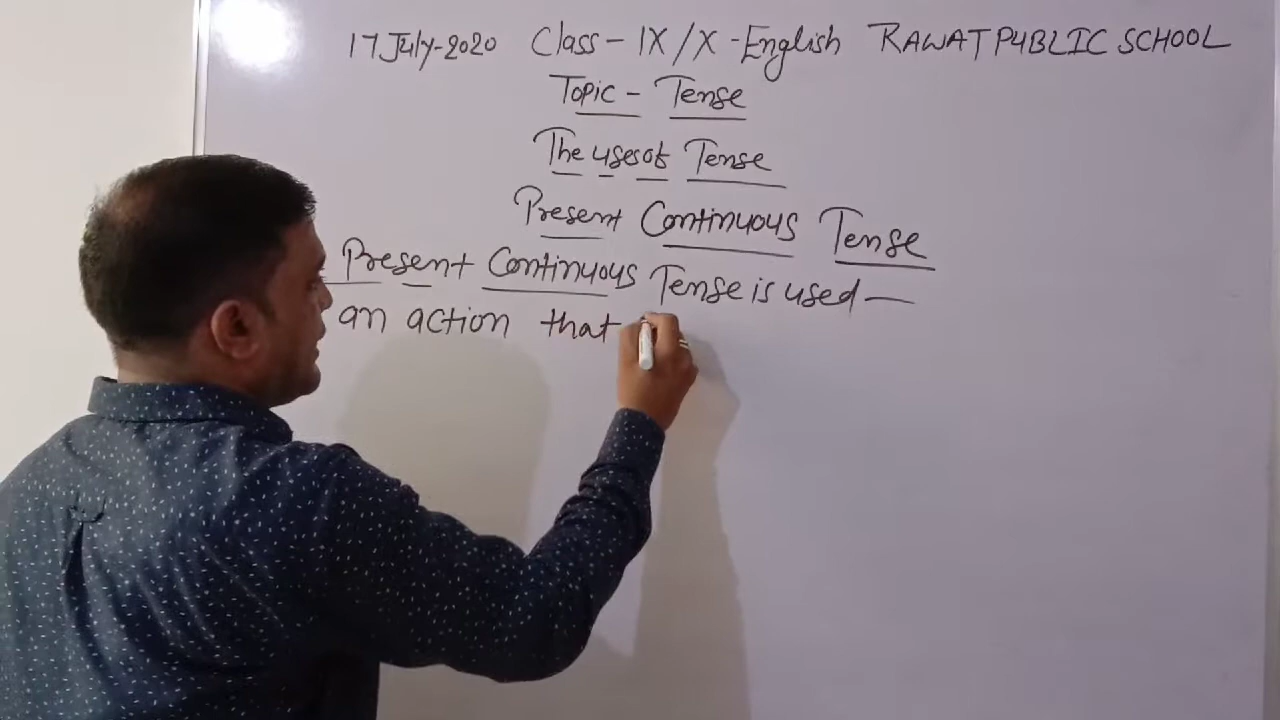 17 July-2020 Class - IX/X - English RAWAT PUBLIC SCHOOL
Topic - Tense
The uses of Tense
Present Continuous Tense
Present Continuous Tense is used —
an action that